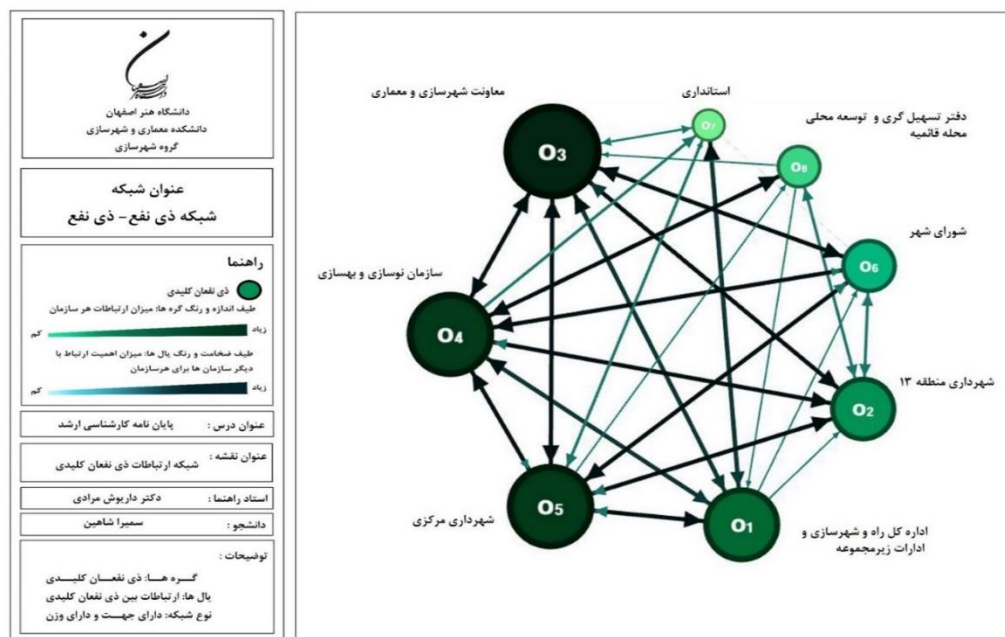 دانشگاه هنر اصفهان
دانشکده معماری و شهرسازی
گروه شهرسازی
عنوان شبکه
شبکه ذی نفع- ذی نفع
راهنما
ذی نفعان کلیدی
طیف اندازه و رنگ گره ها: میزان ارتباطات هر سازمان
زیاد
کم
طیف ضخامت و رنگ یال ها: میزان اهمیت ارتباط با
دیگر سازمان ها برای هرسازمان
زیاد
کم
عنوان درس : پایان نامه کارشناسی ارشد
عنوان نقشه : شبکه ارتباطات ذی نفعان کلیدی
استاد راهنما : دکتر داریوش مرادی
دانشجو : سمیرا شاهین
توضیحات :
گره ها: ذی نفعان کلیدی
یال ها: ارتباطات بین ذی نفعان کلیدی
نوع شبکه: دارای جهت و دارای وزن
معاونت شهرسازی و معماری
O3
استانداری
O7
دفتر تسهیل گری و توسعه محلی
محله قائمیه
O8
شورای شهر
O6
سازمان نوسازی و بهسازی
O4
شهرداری منطقه ۱۳
O2
شهرداری مرکزی
O5
اداره کل راه و شهرسازی و
ادارات زیرمجموعه
O1